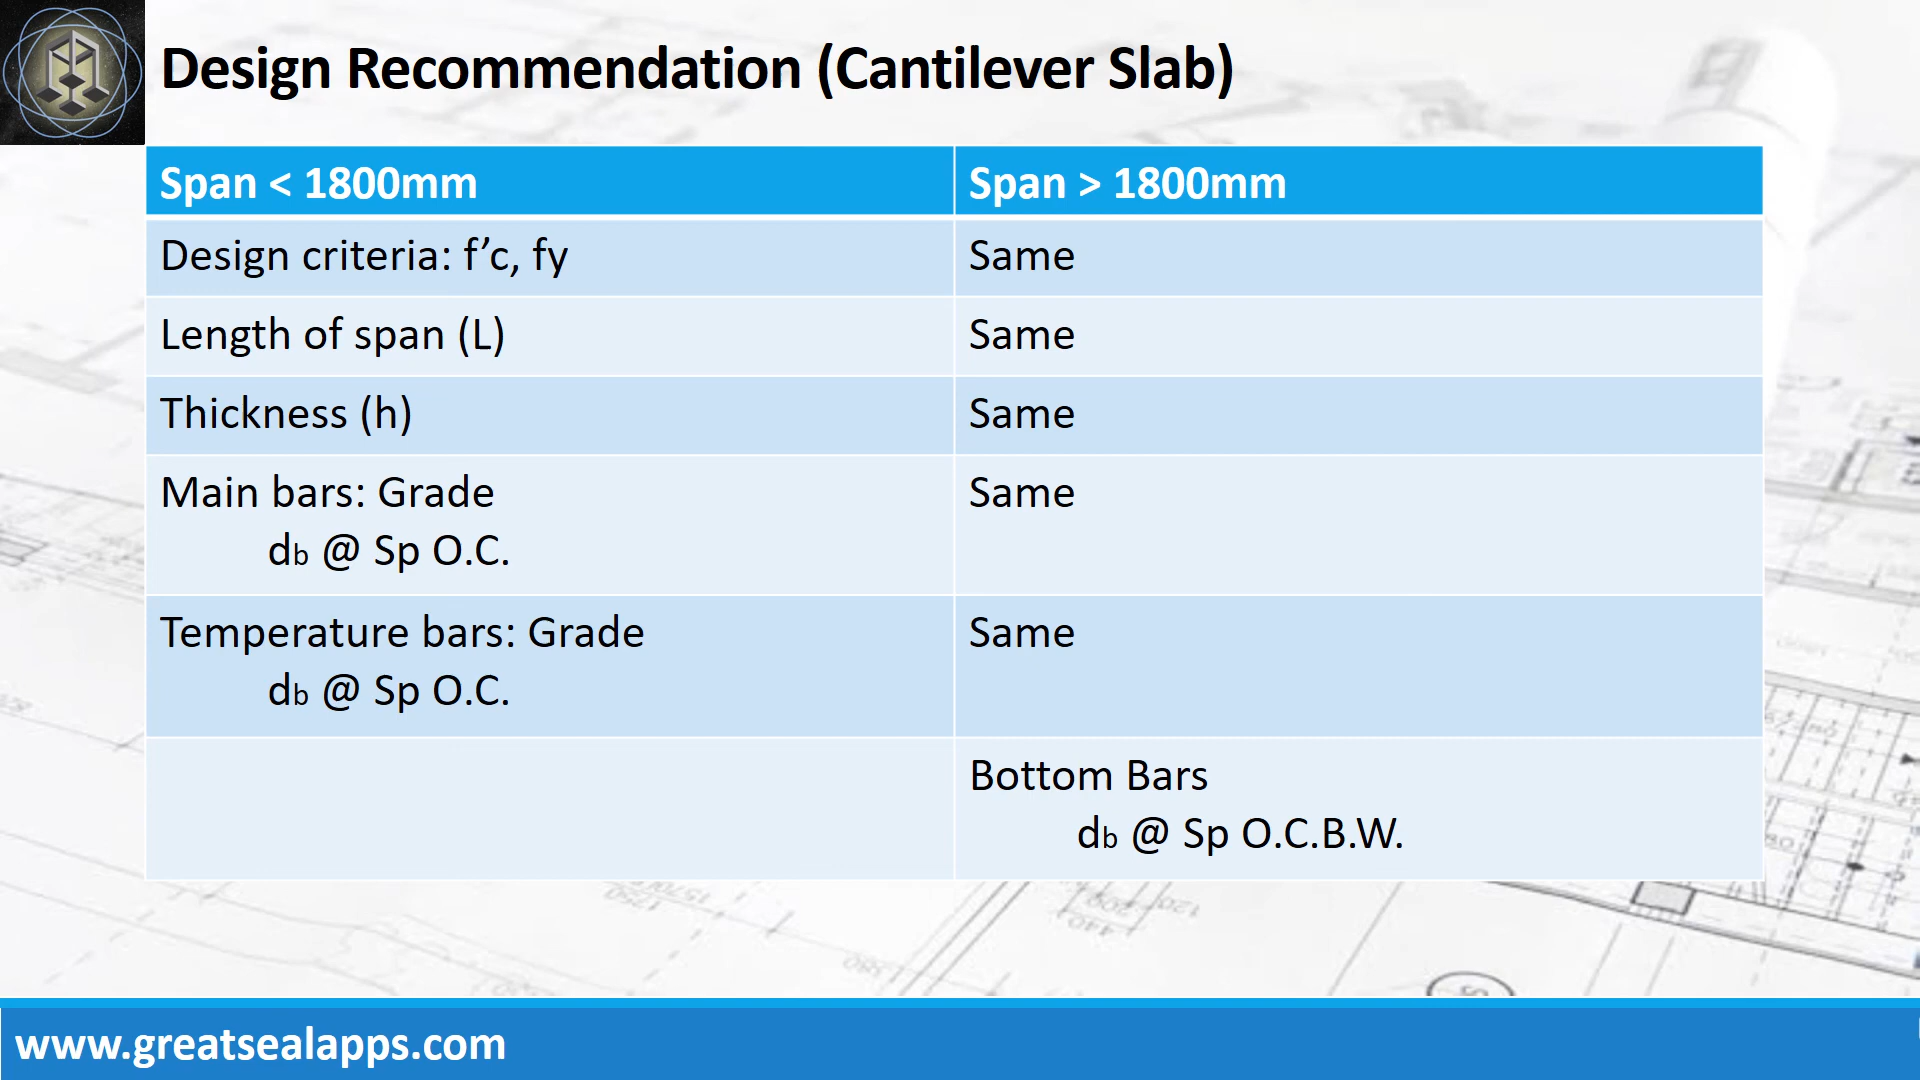 Design Recommendation (Cantilever Slab)
Span < 1800mm
Span > 1800mm
Design criteria: f’c, fy
Same
Length of span (L)
Same
Thickness (h)
Same
Main bars: Grade
db @ Sp O.C.
Same
Temperature bars: Grade
db @ Sp O.C.
Same
Bottom Bars
db @ Sp O.C.B.W.
www.greatsealapps.com